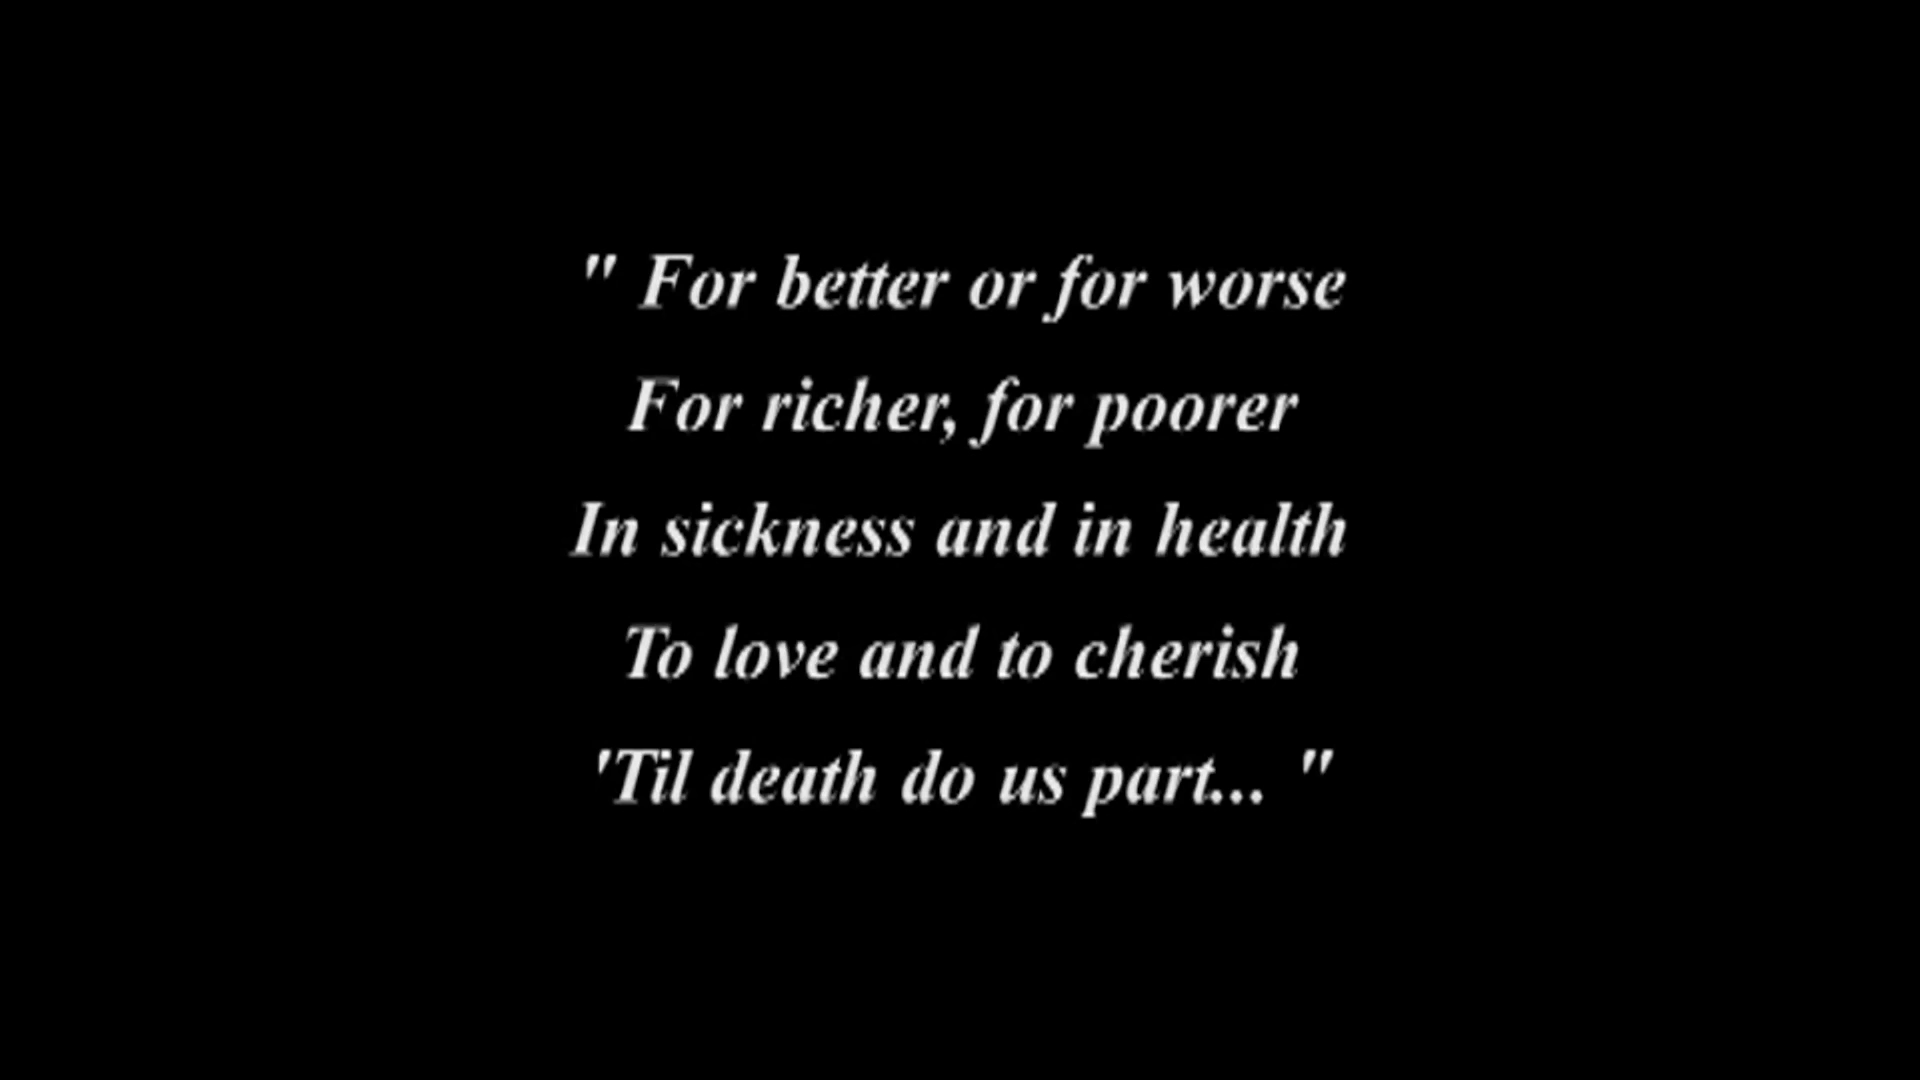 " For better or for worse
For richer, for poorer
In sickness and in health
To love and to cherish
'Til death do us part... "